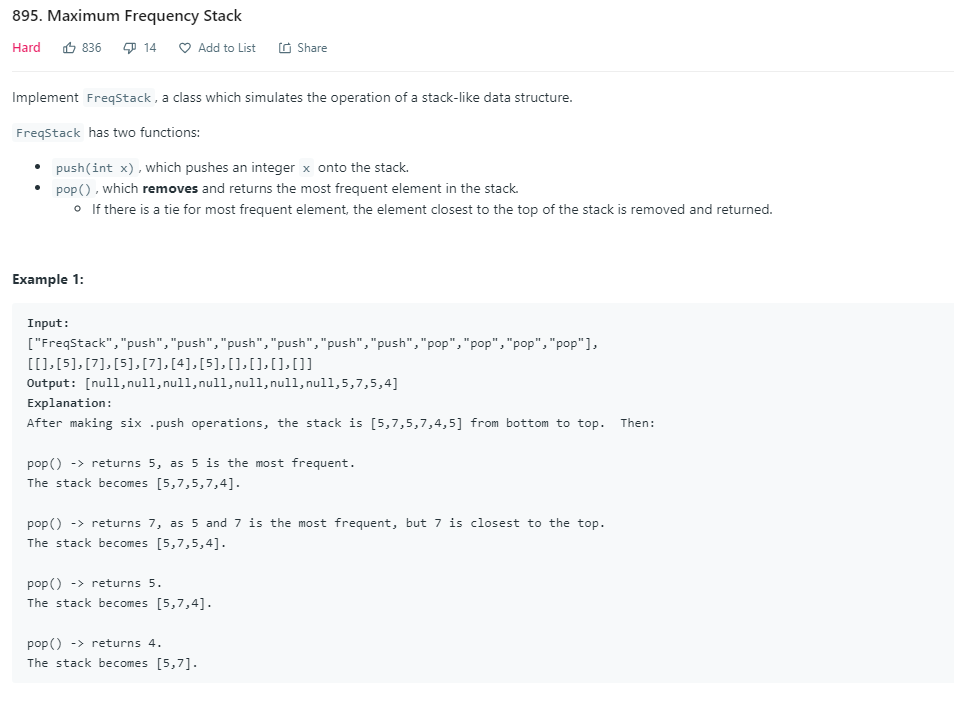 895. Maximum Frequency Stack
Hard 836 14 Add to List Share
Implement FreqStack, a class which simulates the operation of a stack-like data structure.
FreqStack has two functions:
• push(int x), which pushes an integer x onto the stack.
• pop(), which removes and returns the most frequent element in the stack.
○ If there is a tie for most frequent element, the element closest to the top of the stack is removed and returned.
Example 1:
Input:
["FreqStack","push","push","push","push","push","push","pop","pop","pop","pop"],
[[],[5],[7],[5],[7],[4],[5],[],[],[],[]]
Output: [null,null,null,null,null,null,null,5,7,5,4]
Explanation:
After making six .push operations, the stack is [5,7,5,7,4,5] from bottom to top.  Then:
pop() -> returns 5, as 5 is the most frequent.
The stack becomes [5,7,5,7,4].
pop() -> returns 7, as 5 and 7 is the most frequent, but 7 is closest to the top.
The stack becomes [5,7,5,4].
pop() -> returns 5.
The stack becomes [5,7,4].
pop() -> returns 4.
The stack becomes [5,7].